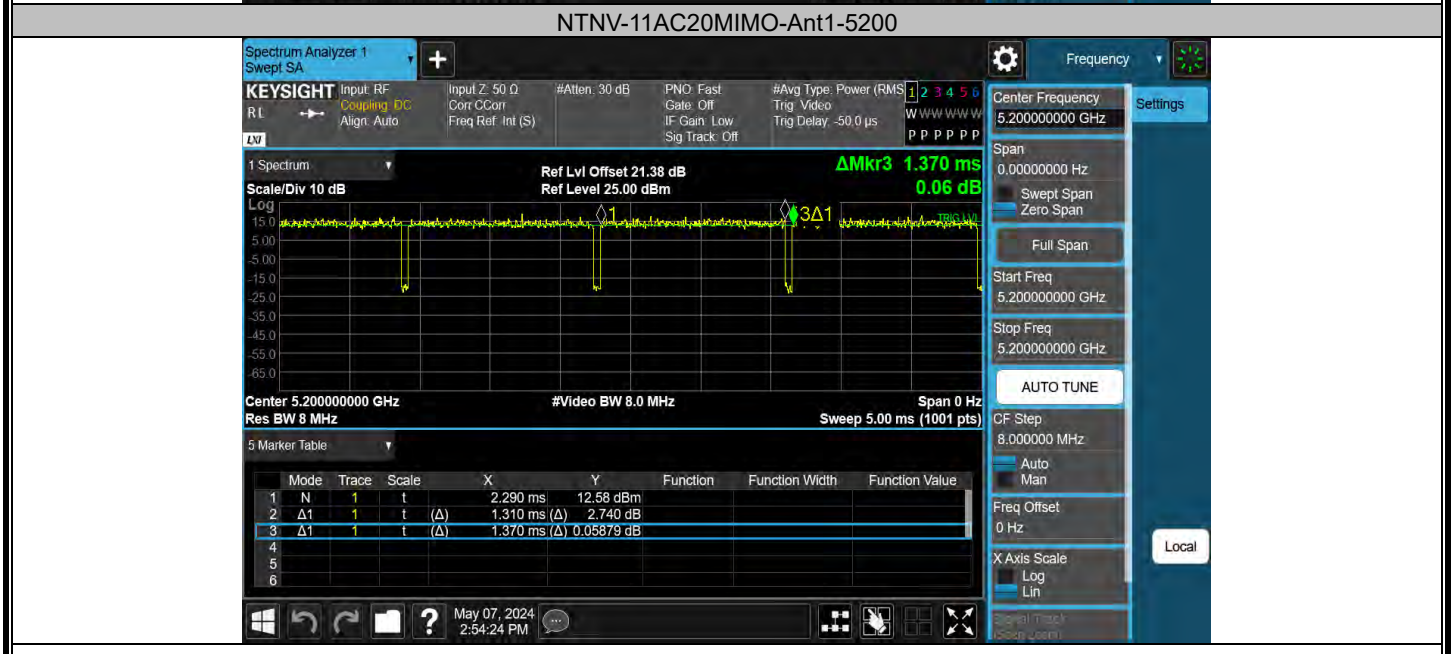 NTNV-11AC20MIMO-Ant1-5200
Spectrum Analyzer 1
Swept SA
+
Frequency
KEYSIGHT
RL
LXI
Input: RF
Coupling: DC
Align: Auto
Input Z: 50 Ω
Corr CCorr
Freq Ref: Int (S)
#Atten: 30 dB
PNO: Fast
Gate: Off
IF Gain: Low
Sig Track: Off
#Avg Type: Power (RMS
Trig: Video
Trig Delay: -50.0 µs
1 2 3 4 5 6
W W W W W W
P P P P P P
Center Frequency
5.200000000 GHz
Settings
1 Spectrum
Scale/Div 10 dB
Ref Lvl Offset 21.38 dB
Ref Level 25.00 dBm
ΔMkr3 1.370 ms
0.06 dB
Log
15.0
5.00
-5.00
-15.0
-25.0
-35.0
-45.0
-55.0
-65.0
1
3Δ1
TRIG LVL
Center 5.200000000 GHz
Res BW 8 MHz
#Video BW 8.0 MHz
Span 0 Hz
Sweep 5.00 ms (1001 pts)
Span
0.00000000 Hz
Swept Span
Zero Span
Full Span
Start Freq
5.200000000 GHz
Stop Freq
5.200000000 GHz
AUTO TUNE
CF Step
8.000000 MHz
Auto
Man
Freq Offset
0 Hz
X Axis Scale
Log
Lin
Signal Track
(Span Zoom)
Local
5 Marker Table
Mode Trace Scale X Y Function Function Width Function Value
1 N 1 t 2.290 ms 12.58 dBm
2 Δ1 1 t (Δ) 1.310 ms (Δ) 2.740 dB
3 Δ1 1 t (Δ) 1.370 ms (Δ) 0.05879 dB
4
5
6
?
May 07, 2024
2:54:24 PM